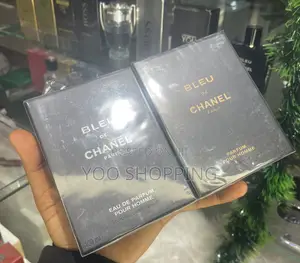 BLEU
DE
CHANEL
PARIS
EAU DE PARFUM
POUR HOMME
BLEU
DE
CHANEL
PARIS
PARFUM
POUR HOMME
YOO SHOPPING